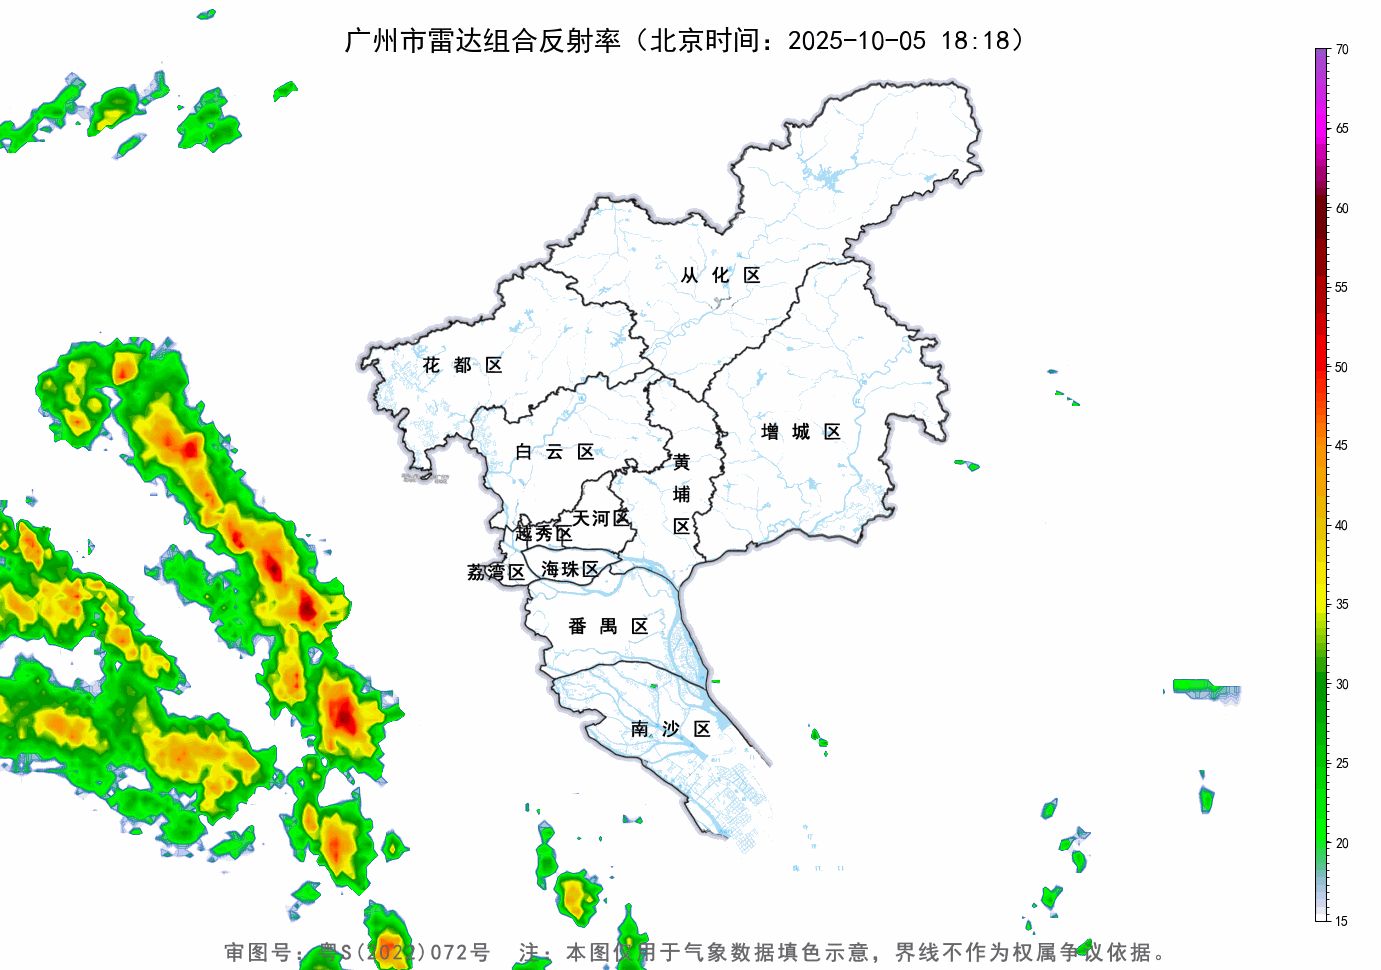 广州市雷达组合反射率（北京时间：2025-10-05 18:18）
70
65
60
55
50
45
40
35
30
25
20
15
从化区
花都区
增城区
白云区
黄埔区
天河区
越秀区
海珠区
荔湾区
番禺区
南沙区
审图号：粤S(2022)072号 注：本图仅用于气象数据填色示意，界线不作为权属争议依据。